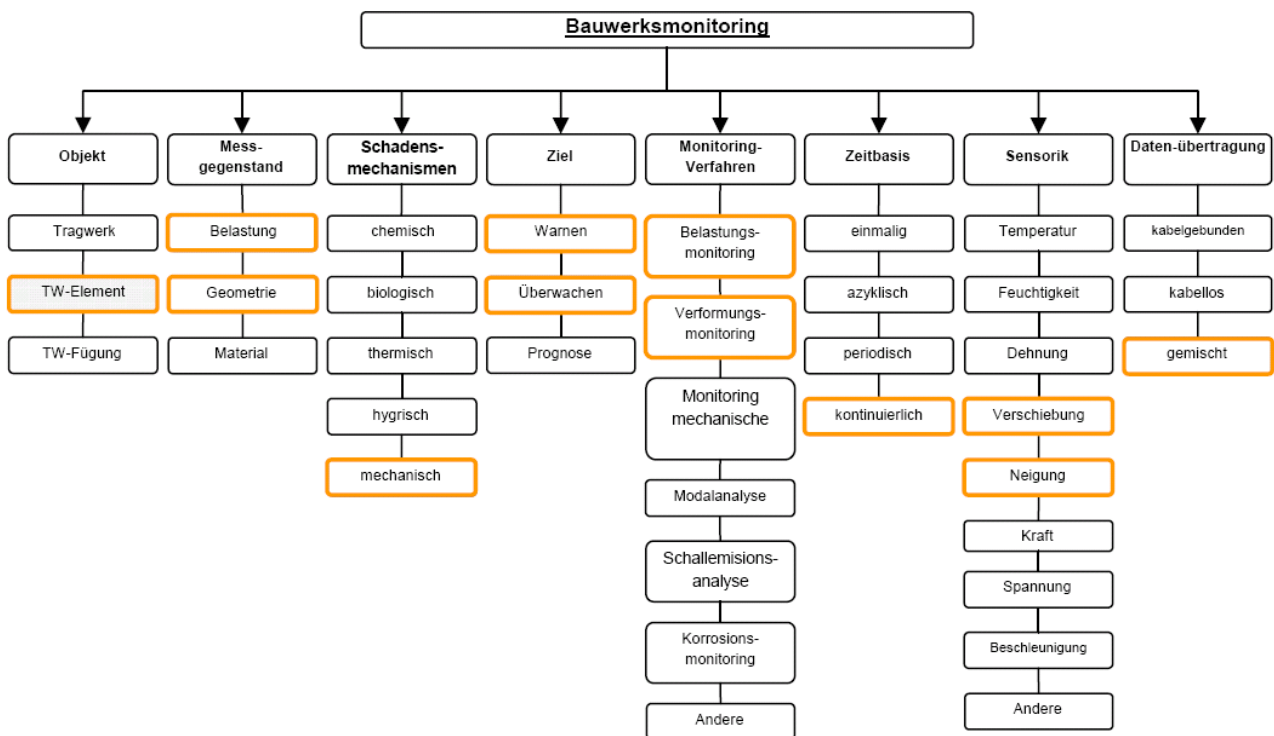 Bauwerksmonitoring
Objekt
Mess-
gegenstand
Schadens-
mechanismen
Ziel
Monitoring-
Verfahren
Zeitbasis
Sensorik
Daten-übertragung
Tragwerk
TW-Element
TW-Fügung
Belastung
Geometrie
Material
chemisch
biologisch
thermisch
hygrisch
mechanisch
Warnen
Überwachen
Prognose
Belastungs-
monitoring
Verformungs-
monitoring
Monitoring
mechanische
Modalanalyse
Schallemisions-
analyse
Korrosions-
monitoring
Andere
einmalig
azyklisch
periodisch
kontinuierlich
Temperatur
Feuchtigkeit
Dehnung
Verschiebung
Neigung
Kraft
Spannung
Beschleunigung
Andere
kabelgebunden
kabellos
gemischt